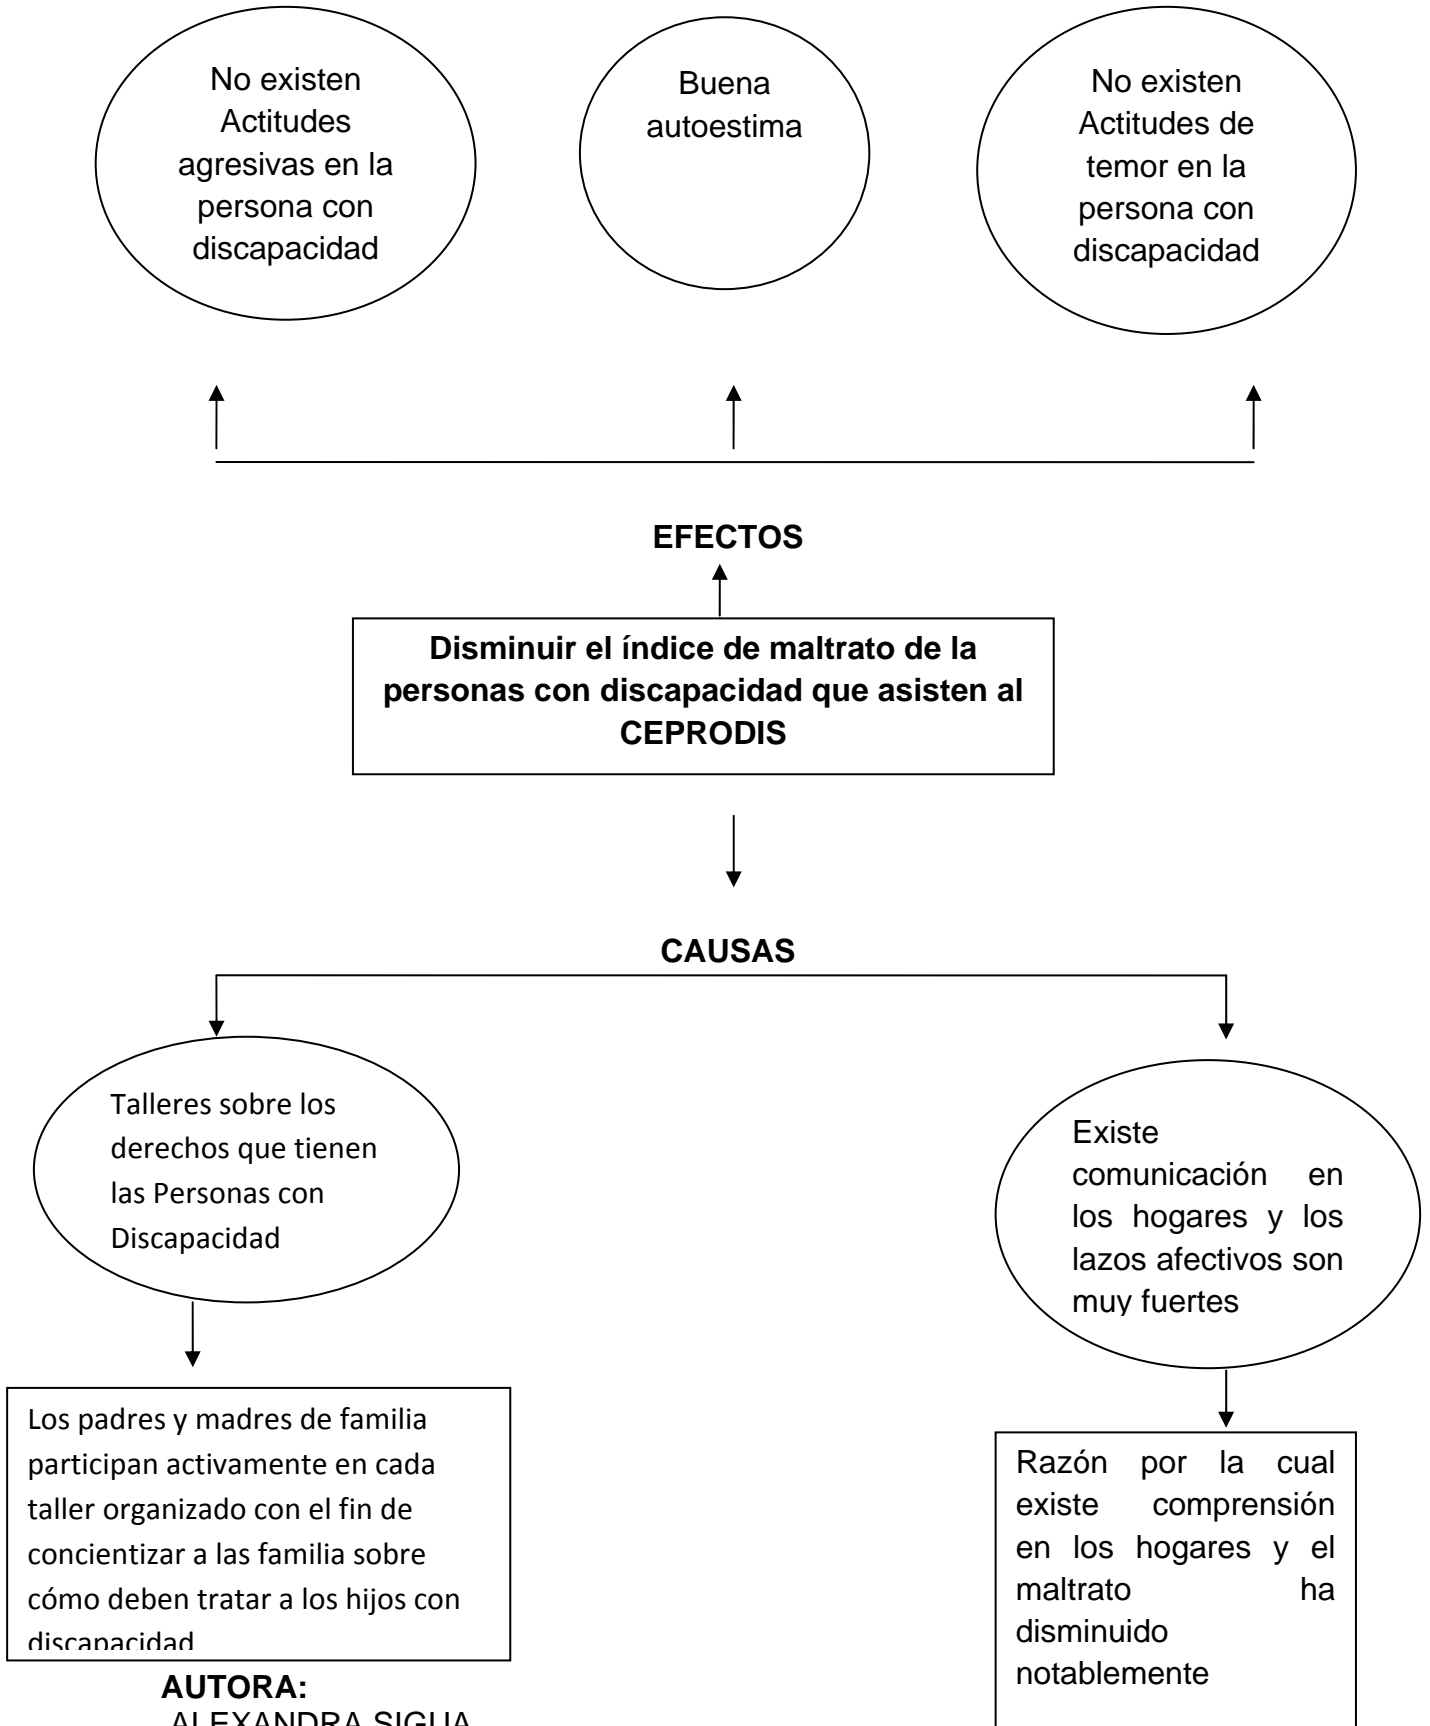 No existen
Actitudes
agresivas en la
persona con
discapacidad
Buena
autoestima
No existen
Actitudes de
temor en la
persona con
discapacidad
EFECTOS
Disminuir el índice de maltrato de la
personas con discapacidad que asisten al
CEPRODIS
CAUSAS
Talleres sobre los
derechos que tienen
las Personas con
Discapacidad
Existe
comunicación en
los hogares y los
lazos afectivos son
muy fuertes
Los padres y madres de familia
participan activamente en cada
taller organizado con el fin de
concientizar a las familia sobre
cómo deben tratar a los hijos con
discapacidad
Razón por la cual
existe comprensión
en los hogares y el
maltrato ha
disminuido
notablemente
AUTORA:
ALEXANDRA SIGUA